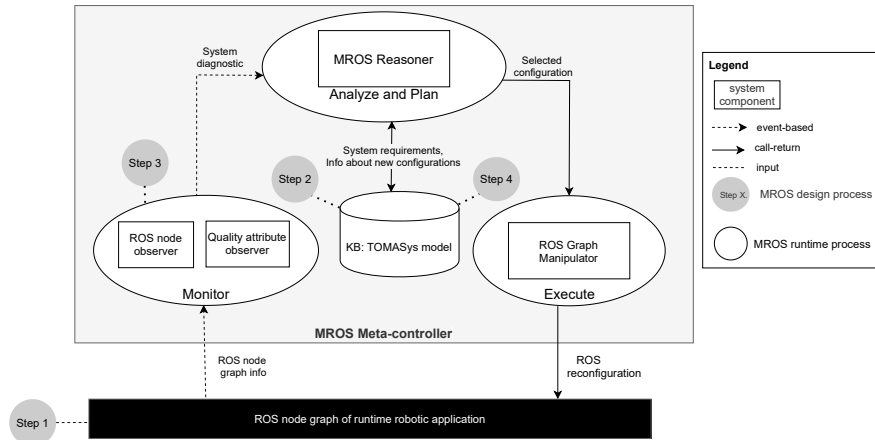 System
diagnostic
MROS Reasoner
Analyze and Plan
Selected
configuration
System requirements,
Info about new configurations
Step 3
Step 2
Step 4
ROS node
observer
Quality attribute
observer
Monitor
KB: TOMASys model
ROS Graph
Manipulator
Execute
MROS Meta-controller
ROS node
graph info
ROS
reconfiguration
Step 1
ROS node graph of runtime robotic application
Legend
system
component
event-based
call-return
input
Step X.
MROS design process
MROS runtime process